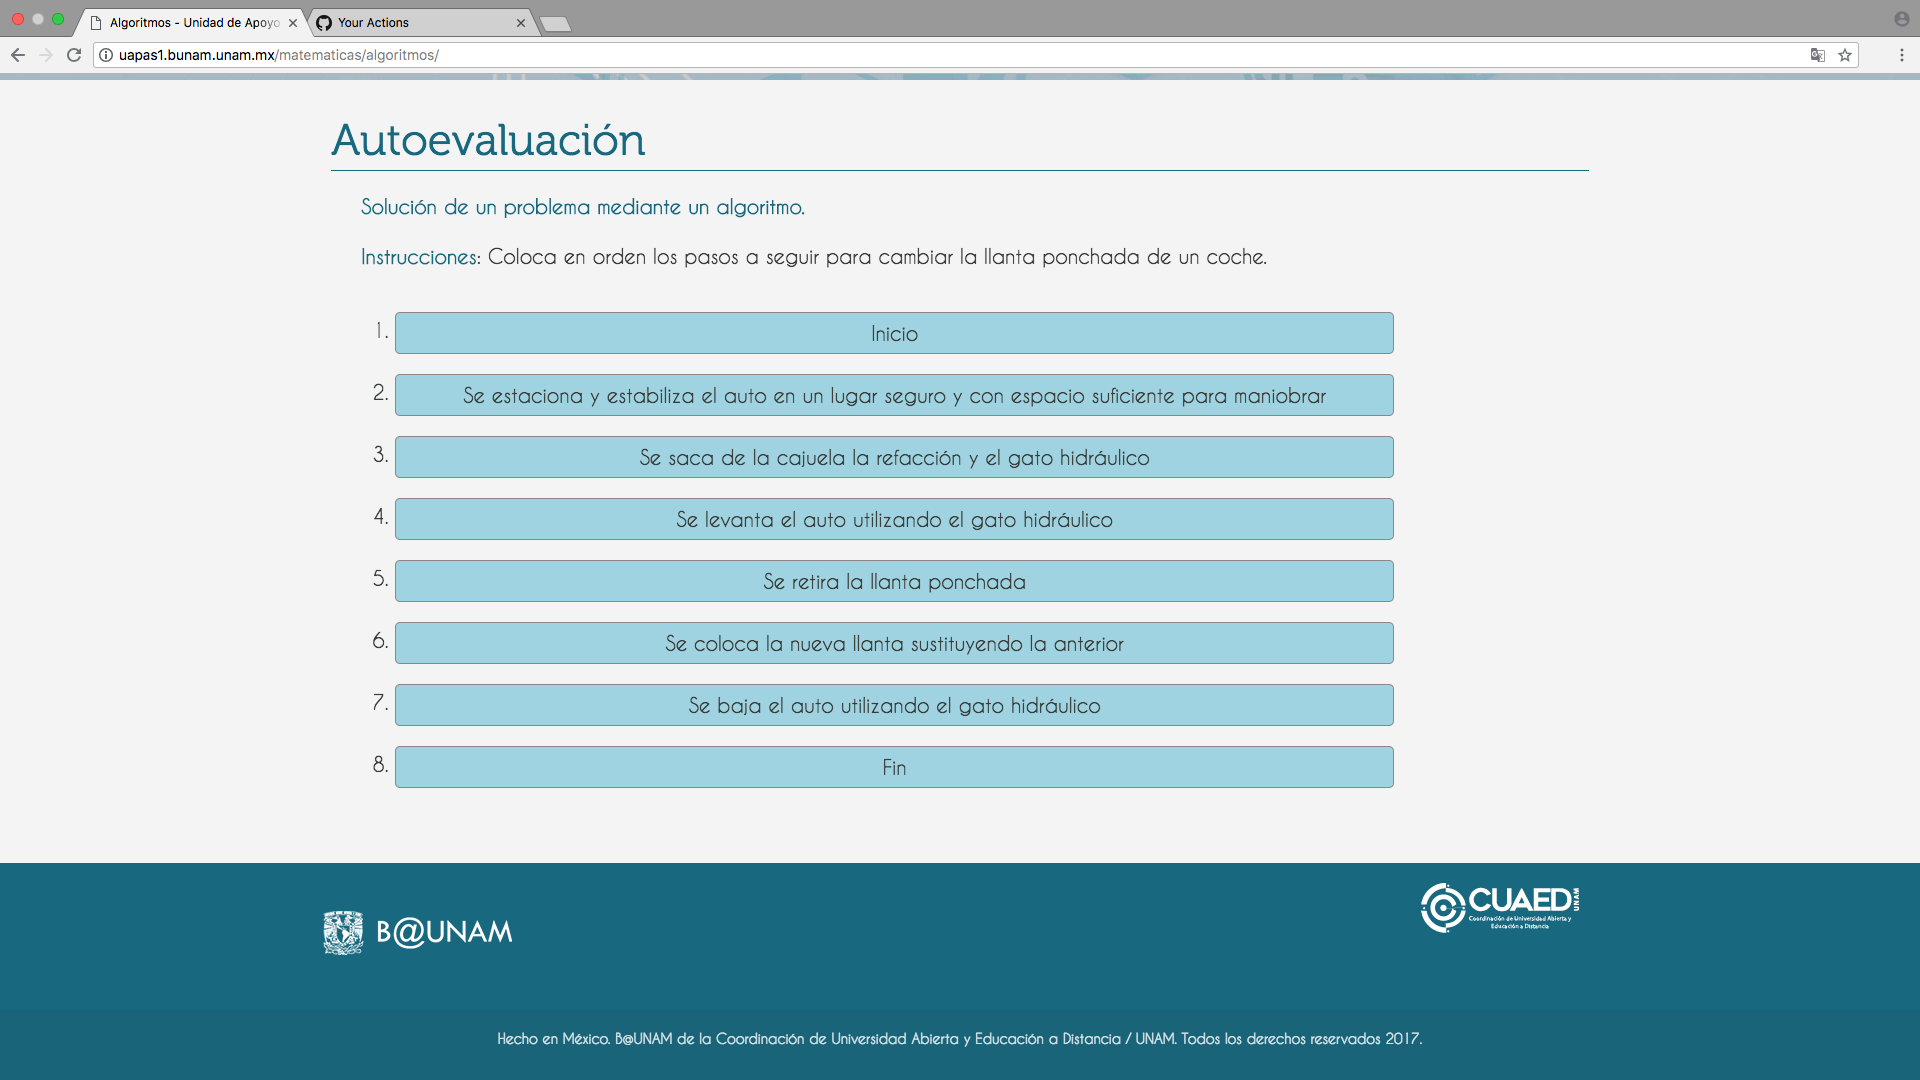 Algoritmos - Unidad de Apoyo
Your Actions
uapas1.bunam.unam.mx/matematicas/algoritmos/
Autoevaluación
Solución de un problema mediante un algoritmo.
Instrucciones: Coloca en orden los pasos a seguir para cambiar la llanta ponchada de un coche.
1. Inicio
2. Se estaciona y estabiliza el auto en un lugar seguro y con espacio suficiente para maniobrar
3. Se saca de la cajuela la refacción y el gato hidráulico
4. Se levanta el auto utilizando el gato hidráulico
5. Se retira la llanta ponchada
6. Se coloca la nueva llanta sustituyendo la anterior
7. Se baja el auto utilizando el gato hidráulico
8. Fin
B@UNAM
CUAED UNAM
Coordinación de Universidad Abierta y
Educación a Distancia
Hecho en México. B@UNAM de la Coordinación de Universidad Abierta y Educación a Distancia / UNAM. Todos los derechos reservados 2017.